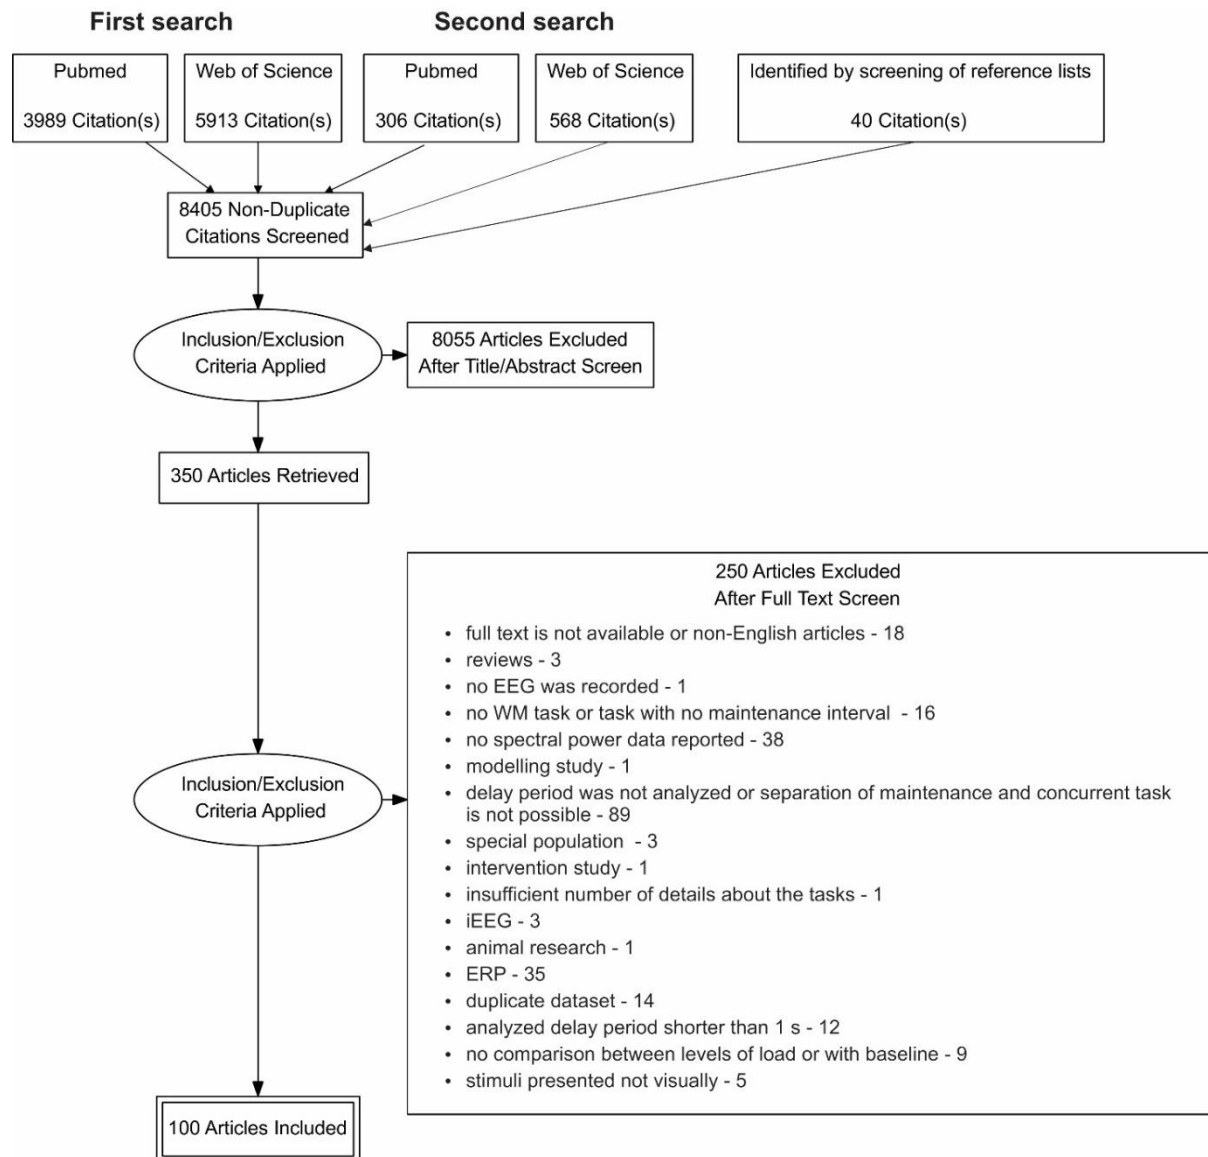 First search
Second search
Pubmed
3989 Citation(s)
Web of Science
5913 Citation(s)
Pubmed
306 Citation(s)
Web of Science
568 Citation(s)
Identified by screening of reference lists
40 Citation(s)
8405 Non-Duplicate
Citations Screened
Inclusion/Exclusion
Criteria Applied
8055 Articles Excluded
After Title/Abstract Screen
350 Articles Retrieved
250 Articles Excluded
After Full Text Screen
• full text is not available or non-English articles - 18
• reviews - 3
• no EEG was recorded - 1
• no WM task or task with no maintenance interval - 16
• no spectral power data reported - 38
• modelling study - 1
• delay period was not analyzed or separation of maintenance and concurrent task
is not possible - 89
• special population - 3
• intervention study - 1
• insufficient number of details about the tasks - 1
• iEEG - 3
• animal research - 1
• ERP - 35
• duplicate dataset - 14
• analyzed delay period shorter than 1 s - 12
• no comparison between levels of load or with baseline - 9
• stimuli presented not visually - 5
Inclusion/Exclusion
Criteria Applied
100 Articles Included